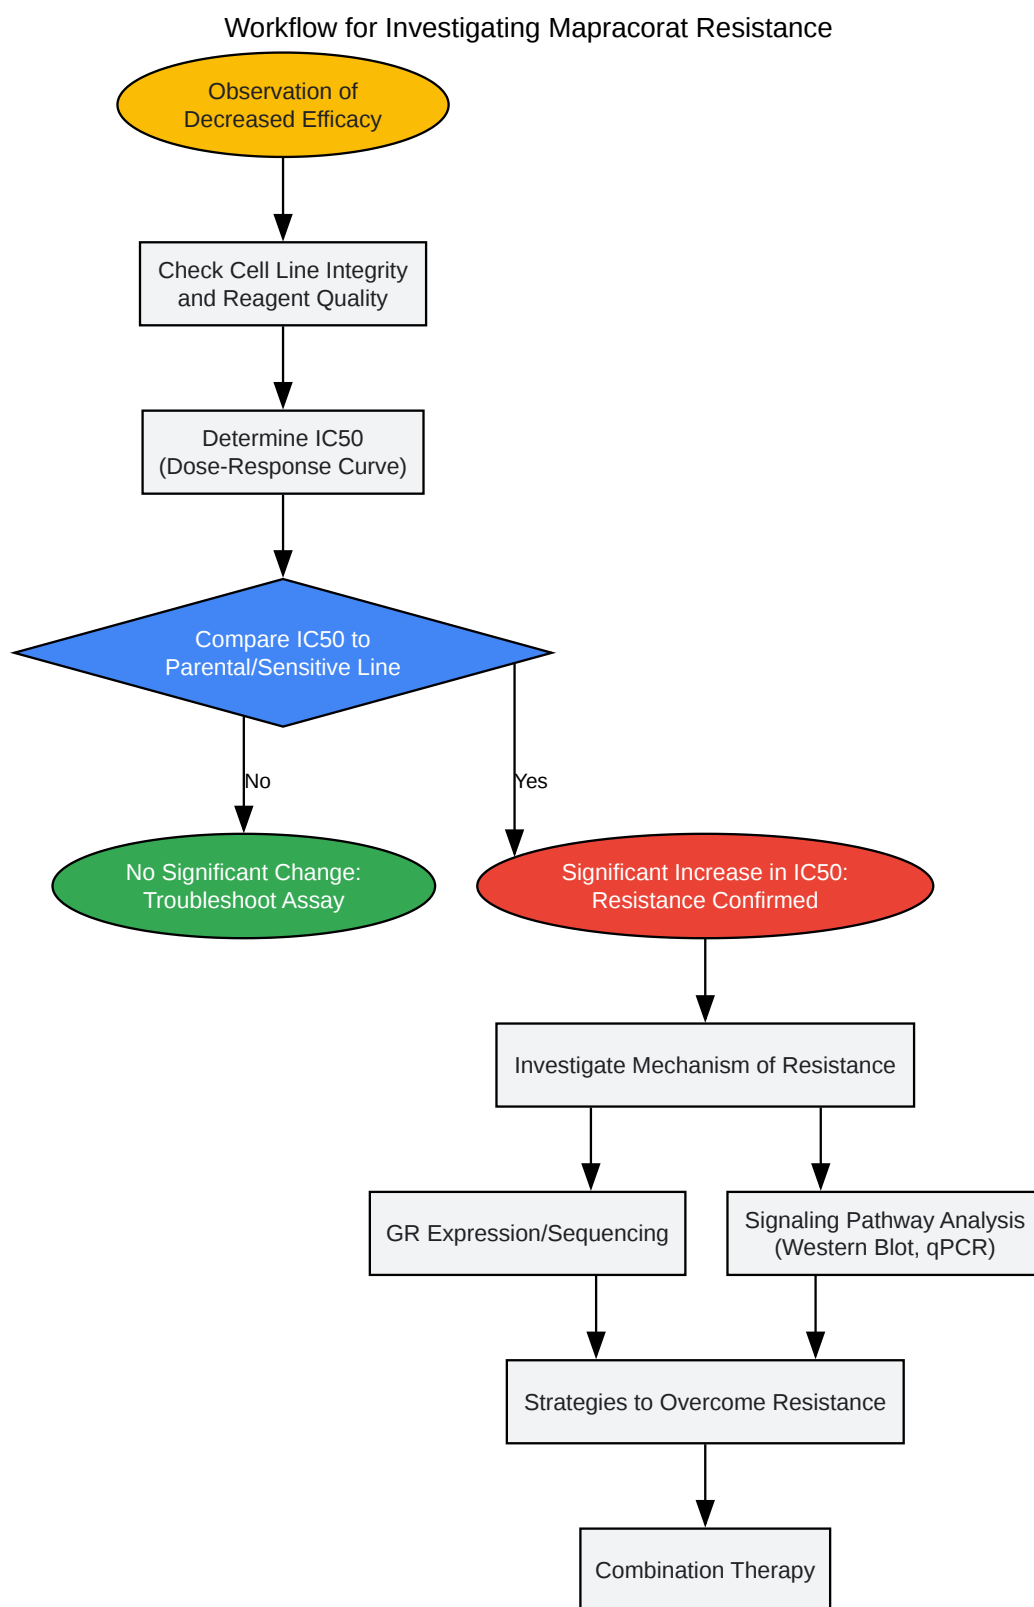 Workflow for Investigating Mapracorat Resistance
Observation of
Decreased Efficacy
Check Cell Line Integrity
and Reagent Quality
Determine IC50
(Dose-Response Curve)
Compare IC50 to
Parental/Sensitive Line
No
Yes
No Significant Change:
Troubleshoot Assay
Significant Increase in IC50:
Resistance Confirmed
Investigate Mechanism of Resistance
GR Expression/Sequencing
Signaling Pathway Analysis
(Western Blot, qPCR)
Strategies to Overcome Resistance
Combination Therapy